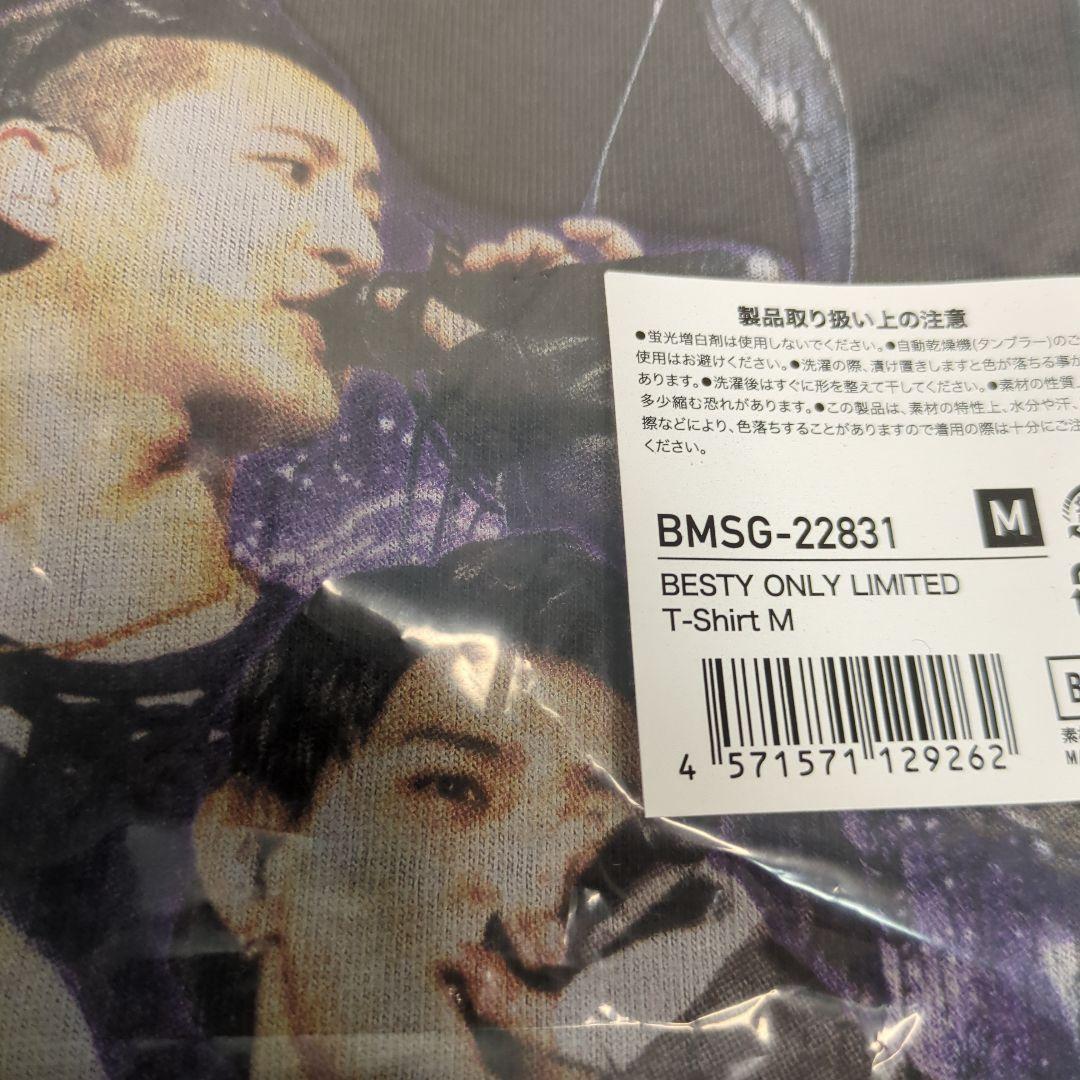 製品取り扱い上の注意
●蛍光増白剤は使用しないでください。●自動乾燥機(タンブラー)のご
使用はお避けください。●洗濯の際、漬け置きしますと色が落ちる事が
あります。●洗濯後はすぐに形を整えて干してください。●素材の性質
多少縮む恐れがあります。●この製品は、素材の特性上、水分や汗、
擦などにより、色落ちすることがありますので着用の際は十分にご注
ください。
BMSG-22831 M
BESTY ONLY LIMITED
T-Shirt M
4 571571 129262
B
素
MA